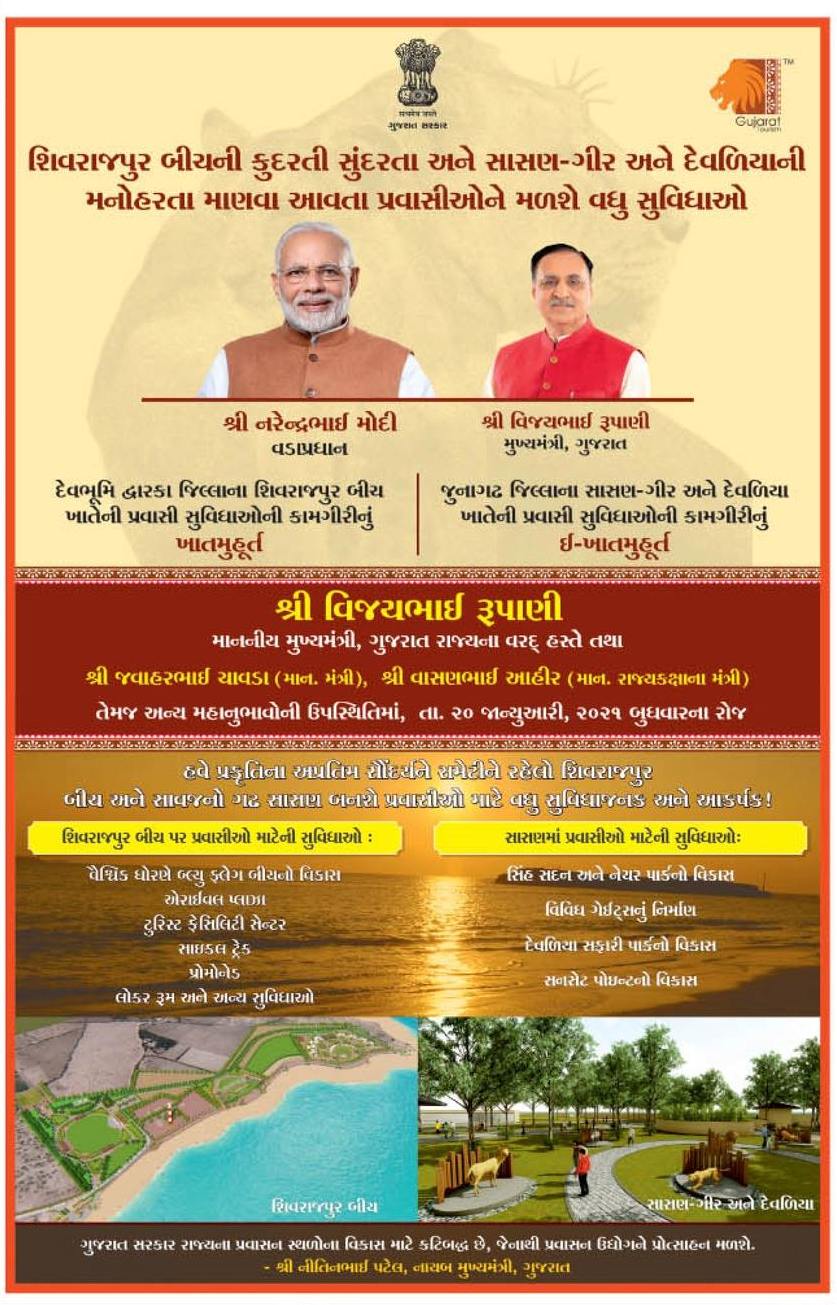 सत्यमेव जयते
ગુજરાત સરકાર
TM
Gujarat
Tourism
શિવરાજપુર બીચની કુદરતી સુંદરતા અને સાસણ-ગીર અને દેવળિયાની
મનોહરતા માણવા આવતા પ્રવાસીઓને મળશે વધુ સુવિધાઓ
શ્રી નરેન્દ્રભાઈ મોદી
વડાપ્રધાન
શ્રી વિજયભાઈ રૂપાણી
મુખ્યમંત્રી, ગુજરાત
દેવભૂમિ દ્વારકા જિલ્લાના શિવરાજપુર બીચ
ખાતેની પ્રવાસી સુવિધાઓની કામગીરીનું
ખાતમુહૂર્ત
જુનાગઢ જિલ્લાના સાસણ-ગીર અને દેવળિયા
ખાતેની પ્રવાસી સુવિધાઓની કામગીરીનું
ઈ-ખાતમુહૂર્ત
શ્રી વિજયભાઈ રૂપાણી
માનનીય મુખ્યમંત્રી, ગુજરાત રાજ્યના વરદ્ હસ્તે તથા
શ્રી જવાહરભાઈ ચાવડા (માન. મંત્રી), શ્રી વાસણભાઈ આહીર (માન. રાજ્યકક્ષાના મંત્રી)
તેમજ અન્ય મહાનુભાવોની ઉપસ્થિતિમાં, તા. ૨૦ જાન્યુઆરી, ૨૦૨૧ બુધવારના રોજ
હવે પ્રકૃતિના અપ્રતિમ સૌંદર્યને સમેટીને રહેલો શિવરાજપુર
બીચ અને સાવજનો ગઢ સાસણ બનશે પ્રવાસીઓ માટે વધુ સુવિધાજનક અને આકર્ષક!
શિવરાજપુર બીચ પર પ્રવાસીઓ માટેની સુવિધાઓ :
વૈશ્વિક ધોરણે બ્લ્યુ ફ્લેગ બીચનો વિકાસ
એરાઈવલ પ્લાઝા
ટુરિસ્ટ ફેસિલિટી સેન્ટર
સાઇકલ ટ્રેક
પ્રોમોનેડ
લોકર રૂમ અને અન્ય સુવિધાઓ
સાસણમાં પ્રવાસીઓ માટેની સુવિધાઓ:
સિંહ સદન અને નેચર પાર્કનો વિકાસ
વિવિધ ગેઈટ્સનું નિર્માણ
દેવળિયા સફારી પાર્કનો વિકાસ
સનસેટ પોઇન્ટનો વિકાસ
શિવરાજપુર બીચ
સાસણ-ગીર અને દેવળિયા
ગુજરાત સરકાર રાજ્યના પ્રવાસન સ્થળોના વિકાસ માટે કટિબદ્ધ છે, જેનાથી પ્રવાસન ઉદ્યોગને પ્રોત્સાહન મળશે.
- શ્રી નીતિનભાઈ પટેલ, નાયબ મુખ્યમંત્રી, ગુજરાત